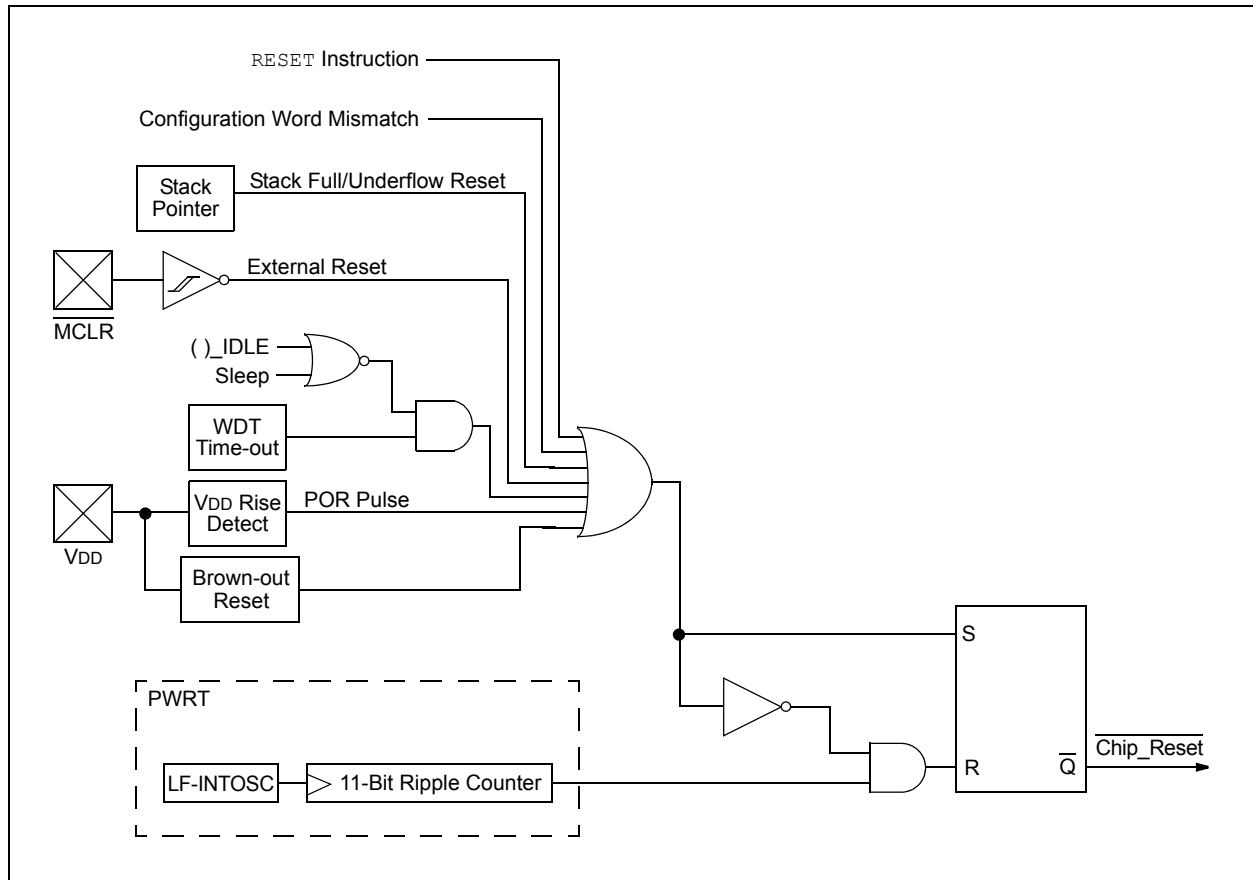 RESET Instruction
Configuration Word Mismatch
Stack
Pointer
Stack Full/Underflow Reset
External Reset
MCLR
( )_IDLE
Sleep
WDT
Time-out
VDD Rise
Detect
POR Pulse
VDD
Brown-out
Reset
S
PWRT
Chip_Reset
LF-INTOSC
11-Bit Ripple Counter
R
Q